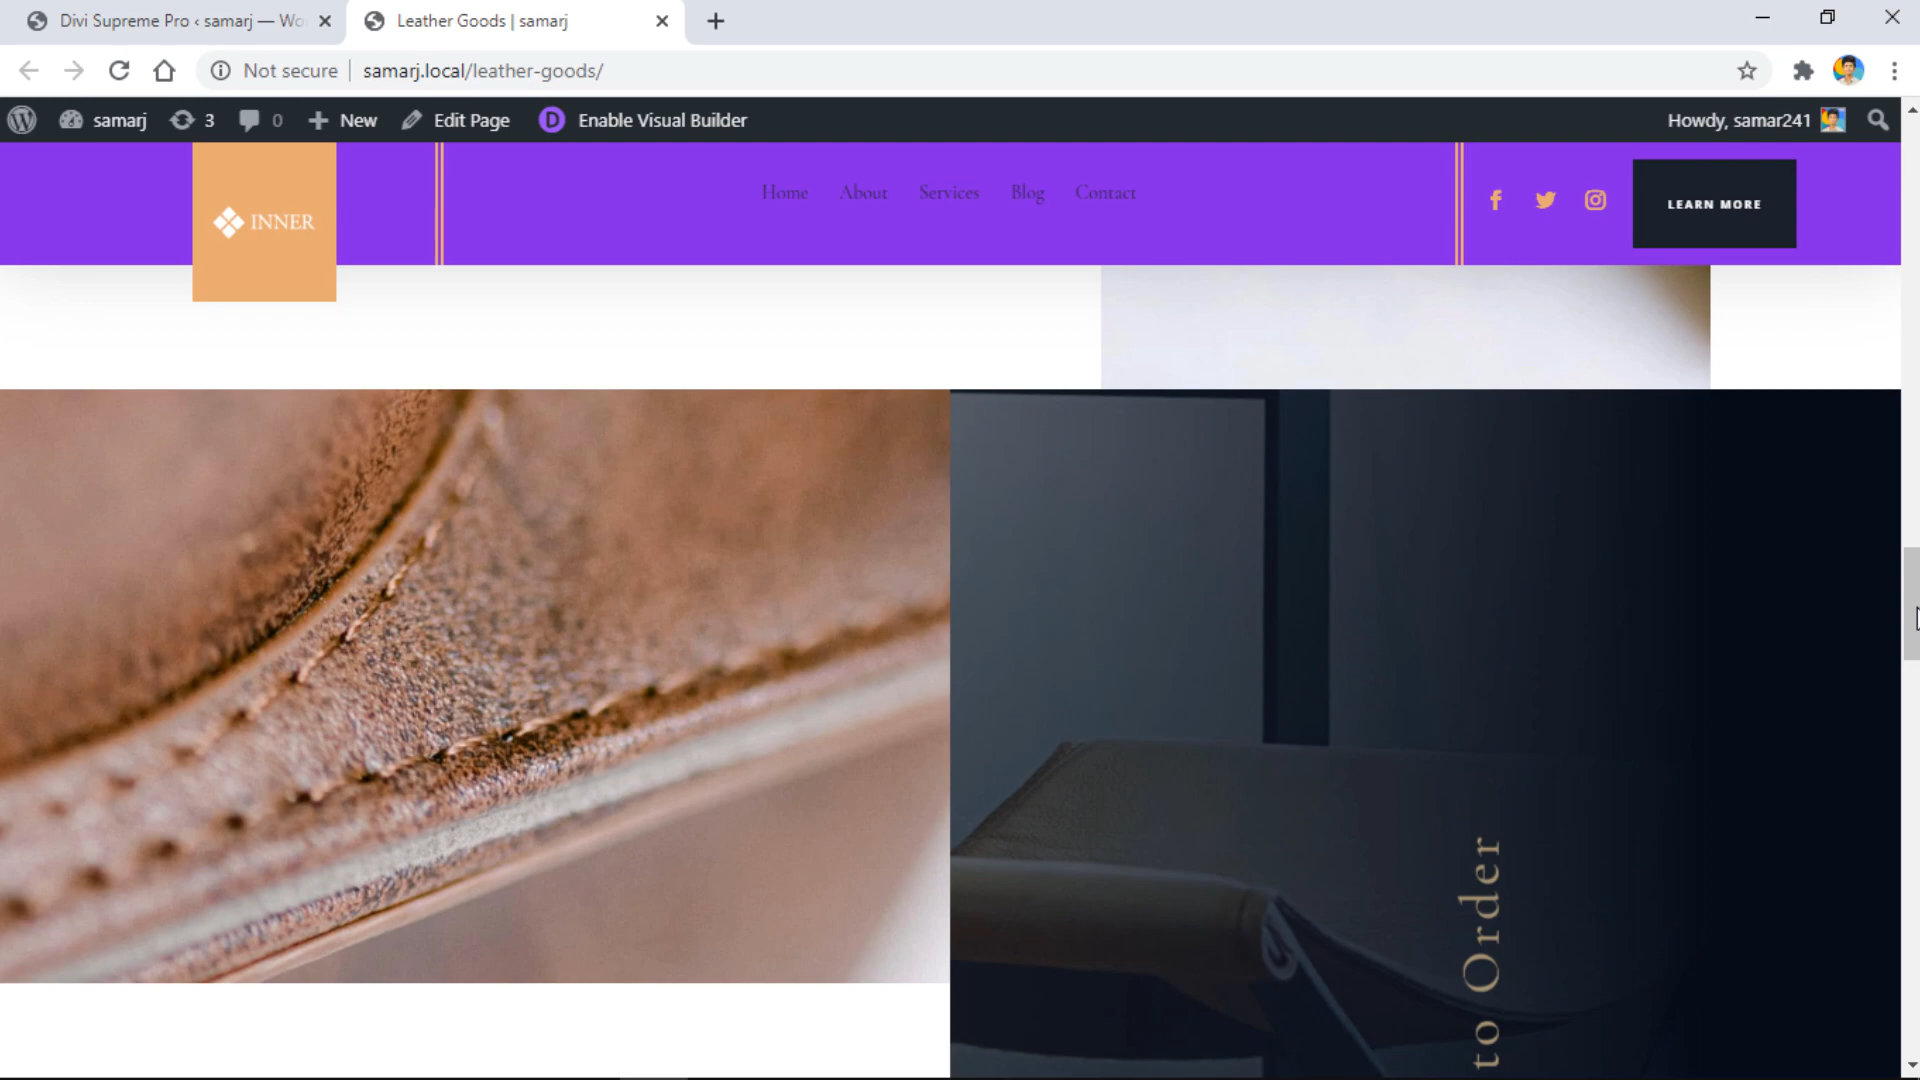 Divi Supreme Pro ‹ samarj — Wo
Leather Goods | samarj
Not secure
samarj.local/leather-goods/
samarj
3
0
New
Edit Page
D
Enable Visual Builder
Howdy, samar241
INNER
Home
About
Services
Blog
Contact
LEARN MORE
to Order